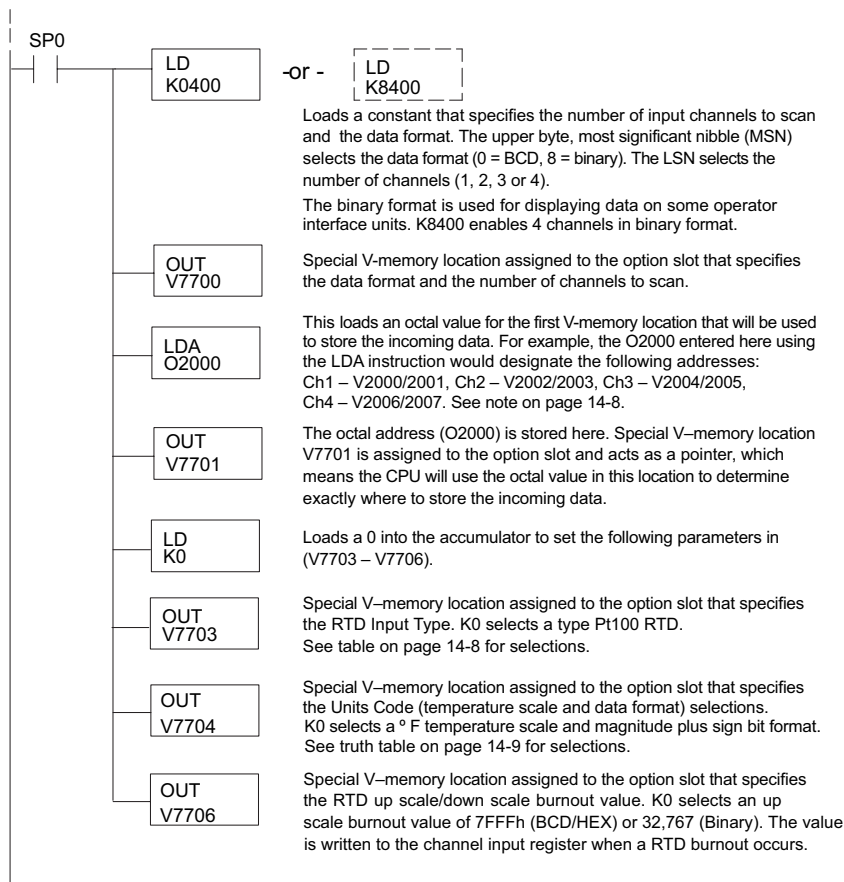 SP0
LD
K0400
-or -
LD
K8400
Loads a constant that specifies the number of input channels to scan
and the data format. The upper byte, most significant nibble (MSN)
selects the data format (0 = BCD, 8 = binary). The LSN selects the
number of channels (1, 2, 3 or 4).
The binary format is used for displaying data on some operator
interface units. K8400 enables 4 channels in binary format.
OUT
V7700
Special V-memory location assigned to the option slot that specifies
the data format and the number of channels to scan.
LDA
O2000
This loads an octal value for the first V-memory location that will be used
to store the incoming data. For example, the O2000 entered here using
the LDA instruction would designate the following addresses:
Ch1 – V2000/2001, Ch2 – V2002/2003, Ch3 – V2004/2005,
Ch4 – V2006/2007. See note on page 14-8.
OUT
V7701
The octal address (O2000) is stored here. Special V–memory location
V7701 is assigned to the option slot and acts as a pointer, which
means the CPU will use the octal value in this location to determine
exactly where to store the incoming data.
LD
K0
Loads a 0 into the accumulator to set the following parameters in
(V7703 – V7706).
OUT
V7703
Special V–memory location assigned to the option slot that specifies
the RTD Input Type. K0 selects a type Pt100 RTD.
See table on page 14-8 for selections.
OUT
V7704
Special V–memory location assigned to the option slot that specifies
the Units Code (temperature scale and data format) selections.
K0 selects a º F temperature scale and magnitude plus sign bit format.
See truth table on page 14-9 for selections.
OUT
V7706
Special V–memory location assigned to the option slot that specifies
the RTD up scale/down scale burnout value. K0 selects an up
scale burnout value of 7FFFh (BCD/HEX) or 32,767 (Binary). The value
is written to the channel input register when a RTD burnout occurs.